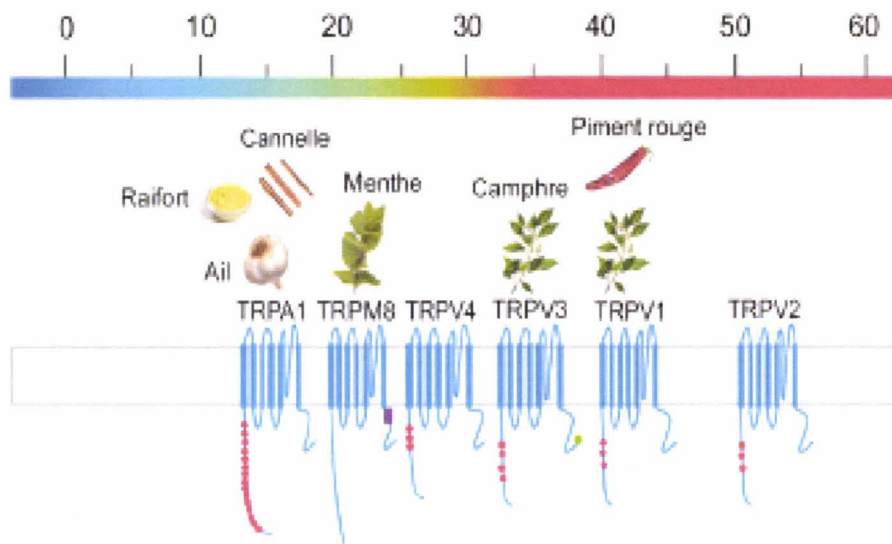 0 10 20 30 40 50 60
Piment rouge
Cannelle
Menthe
Camphre
Raifort
Ail
TRPA1 TRPM8 TRPV4 TRPV3 TRPV1 TRPV2